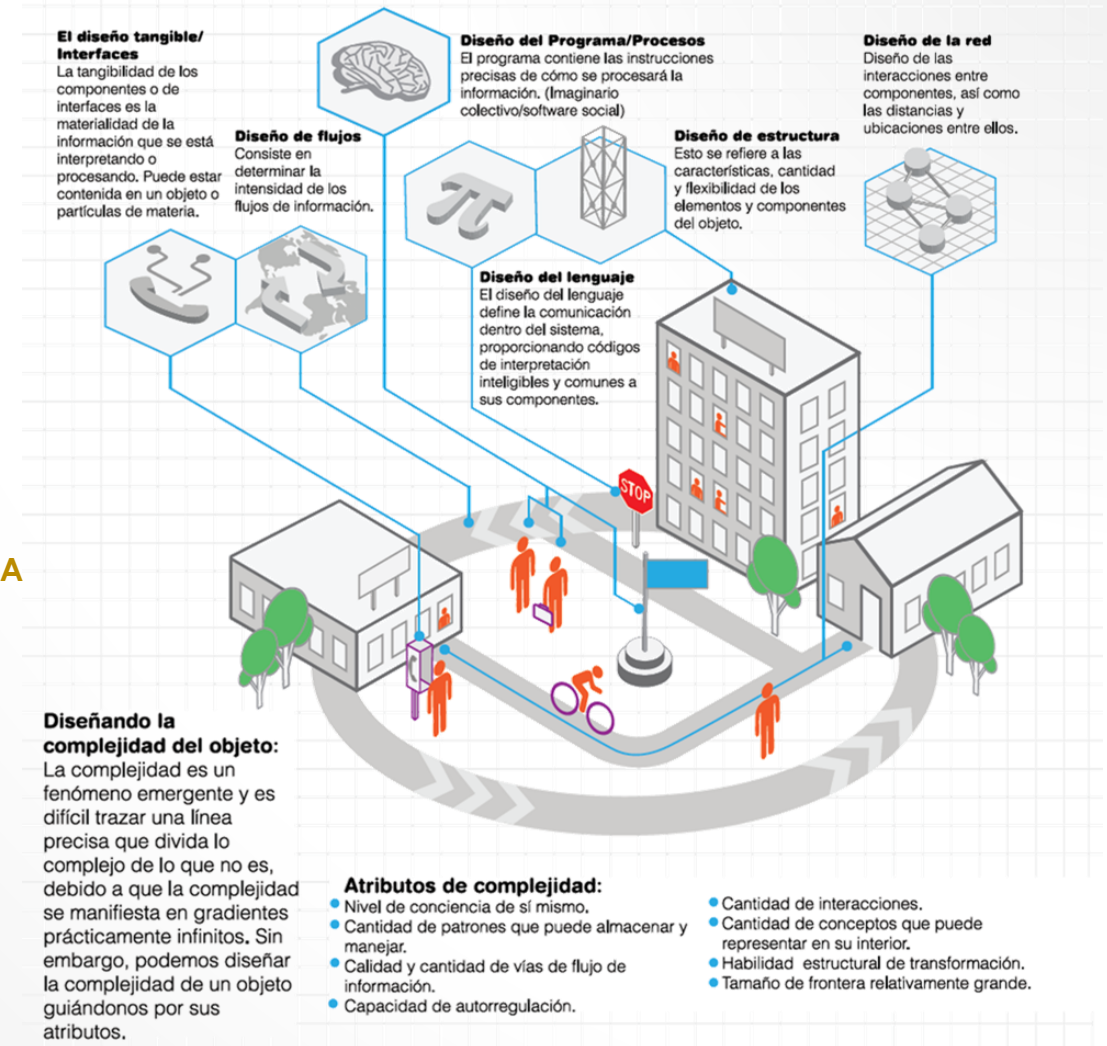 El diseño tangible/
Interfaces
La tangibilidad de los
componentes o de
interfaces es la
materialidad de la
información que se está
interpretando o
procesando. Puede estar
contenida en un objeto o
partículas de materia.
Diseño de flujos
Consiste en
determinar la
intensidad de los
flujos de información.
Diseño del Programa/Procesos
El programa contiene las instrucciones
precisas de cómo se procesará la
información. (Imaginario
colectivo/software social)
Diseño de estructura
Esto se refiere a las
características, cantidad
y flexibilidad de los
elementos y componentes
del objeto.
Diseño de la red
Diseño de las
interacciones entre
componentes, así como
las distancias y
ubicaciones entre ellos.
Diseño del lenguaje
El diseño del lenguaje
define la comunicación
dentro del sistema,
proporcionando códigos
de interpretación
inteligibles y comunes a
sus componentes.
π
STOP
A
Diseñando la
complejidad del objeto:
La complejidad es un
fenómeno emergente y es
difícil trazar una línea
precisa que divida lo
complejo de lo que no es,
debido a que la complejidad
se manifiesta en gradientes
prácticamente infinitos. Sin
embargo, podemos diseñar
la complejidad de un objeto
guiándonos por sus
atributos.
Atributos de complejidad:
Nivel de conciencia de sí mismo.
Cantidad de patrones que puede almacenar y
manejar.
Calidad y cantidad de vías de flujo de
información.
Capacidad de autorregulación.
Cantidad de interacciones.
Cantidad de conceptos que puede
representar en su interior.
Habilidad estructural de transformación.
Tamaño de frontera relativamente grande.